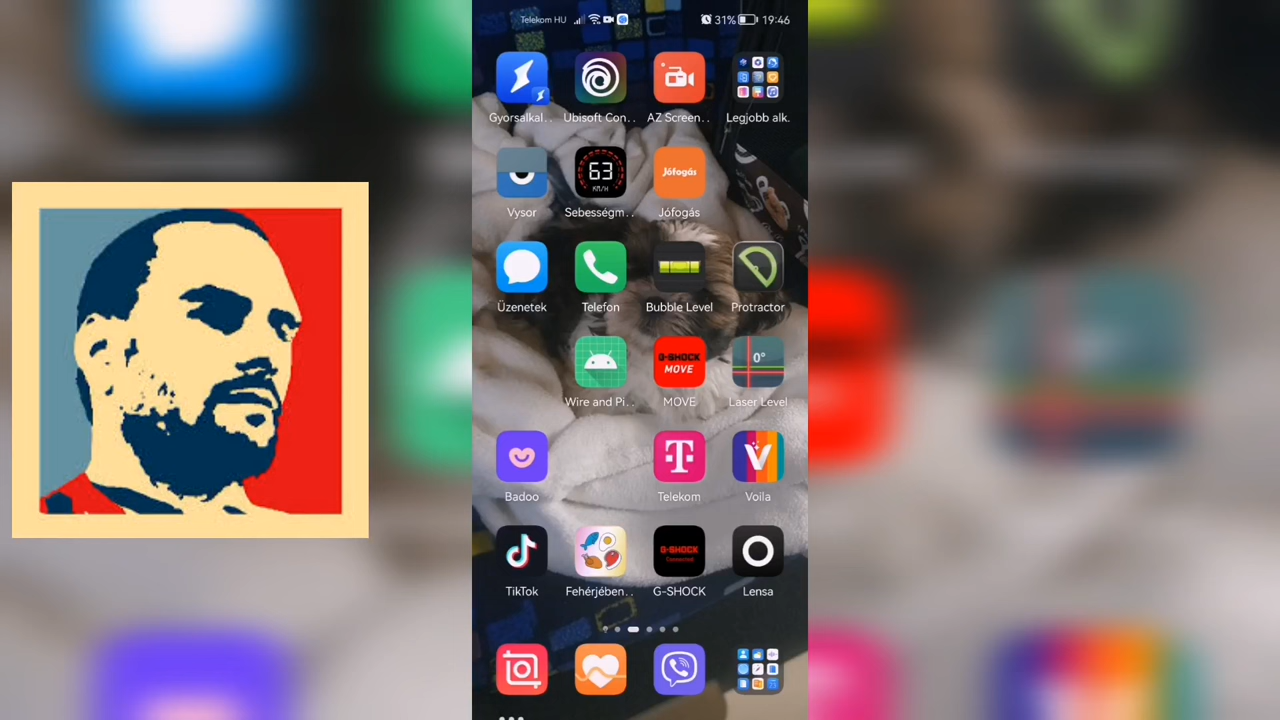 Telekom HU
31% 19:46
Gyorsalkal.. Ubisoft Con.. AZ Screen.. Legjobb alk.
63
KM/H
Jófogás
Vysor Sebességm.. Jófogás
Üzenetek Telefon Bubble Level Protractor
G-SHOCK
MOVE
0°
Wire and Pi.. MOVE Laser Level
T V
Badoo Telekom Voila
G-SHOCK
Connected
TikTok Fehérjében.. G-SHOCK Lensa